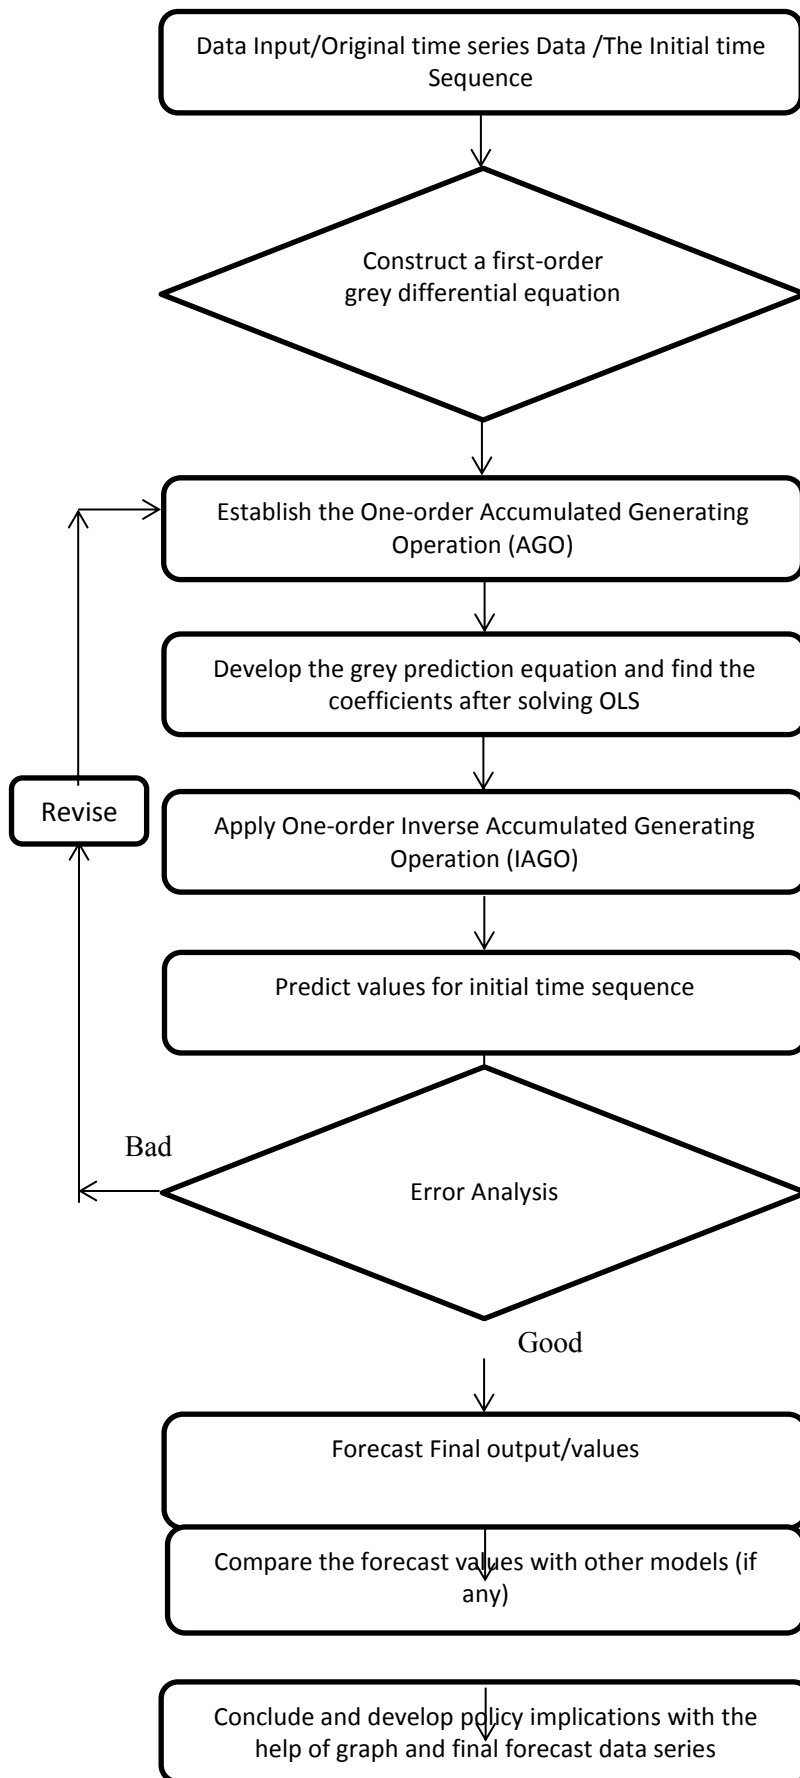 Data Input/Original time series Data /The Initial time
Sequence
Construct a first-order
grey differential equation
Establish the One-order Accumulated Generating
Operation (AGO)
Develop the grey prediction equation and find the
coefficients after solving OLS
Revise
Apply One-order Inverse Accumulated Generating
Operation (IAGO)
Predict values for initial time sequence
Bad
Error Analysis
Good
Forecast Final output/values
Compare the forecast values with other models (if
any)
Conclude and develop policy implications with the
help of graph and final forecast data series